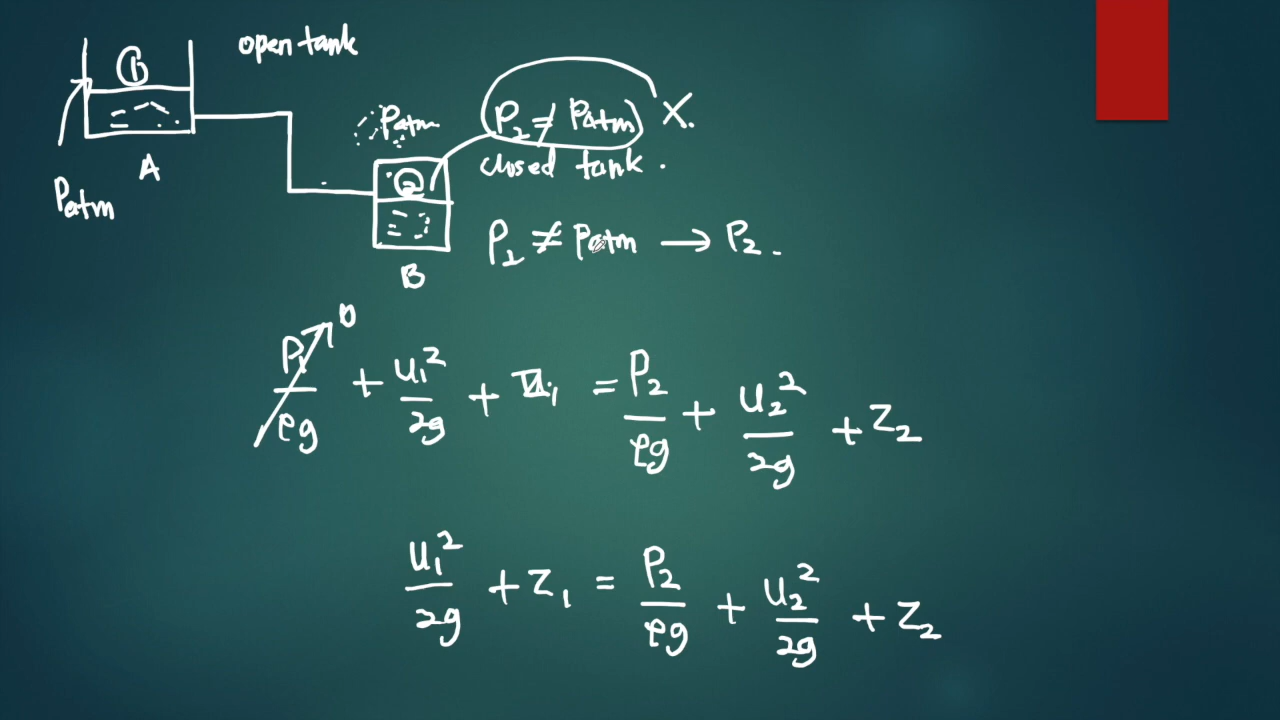 open tank
①
Patm
A
Patm
P₂ ≠ Patm X.
closed tank.
②
B
P₂ ≠ Patm → P₂.
P₁/ρg → 0 + u₁²/2g + Z₁ = P₂/ρg + u₂²/2g + Z₂
u₁²/2g + Z₁ = P₂/ρg + u₂²/2g + Z₂